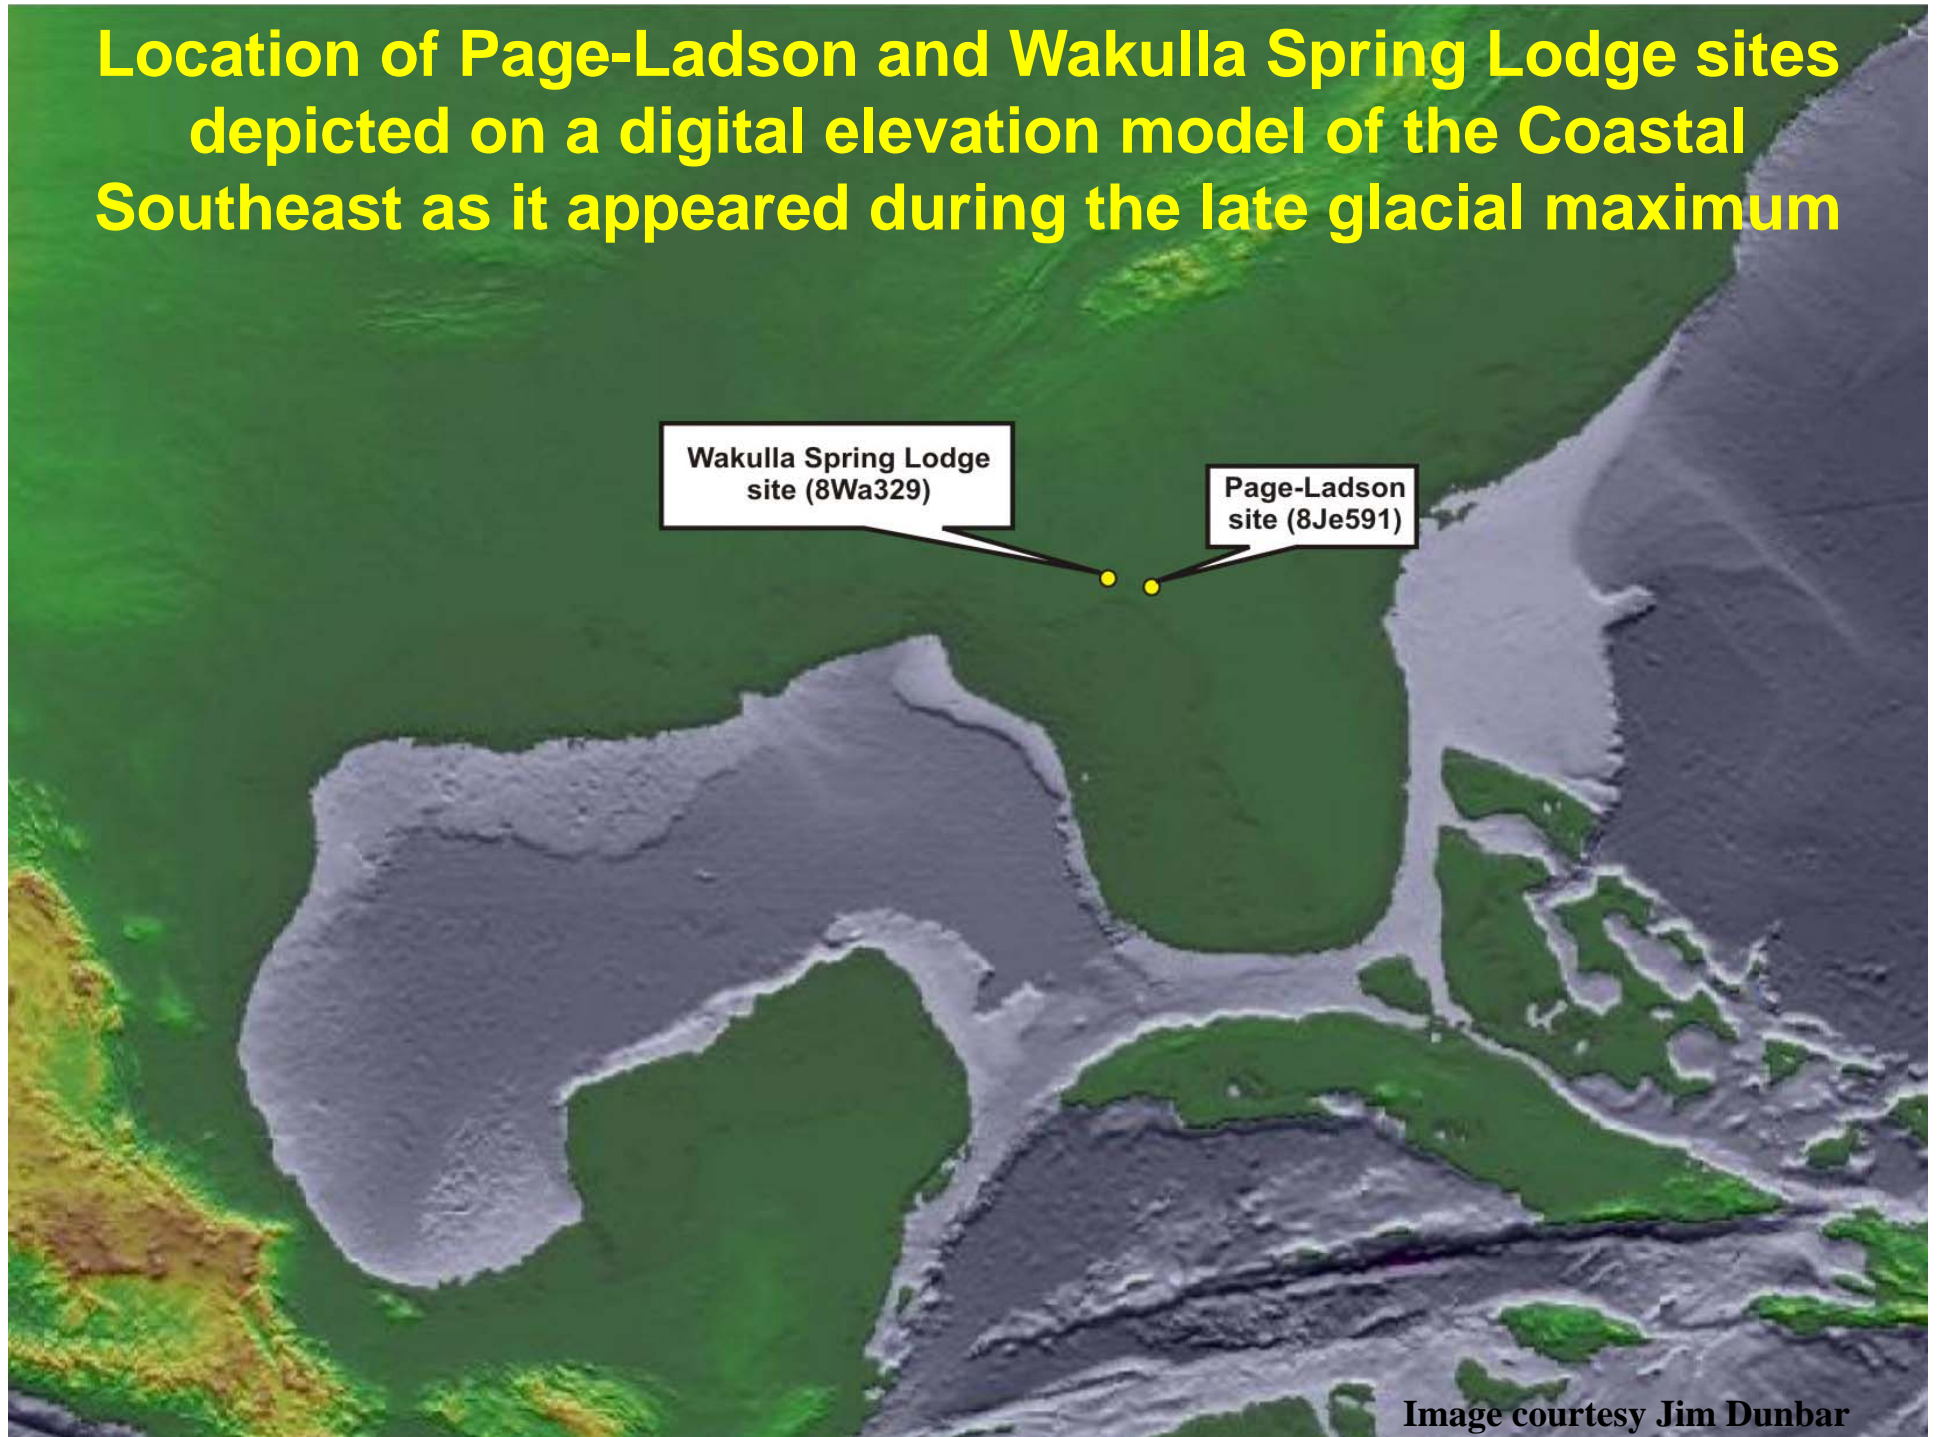 Location of Page-Ladson and Wakulla Spring Lodge sites
depicted on a digital elevation model of the Coastal
Southeast as it appeared during the late glacial maximum
Wakulla Spring Lodge
site (8Wa329)
Page-Ladson
site (8Je591)
Image courtesy Jim Dunbar